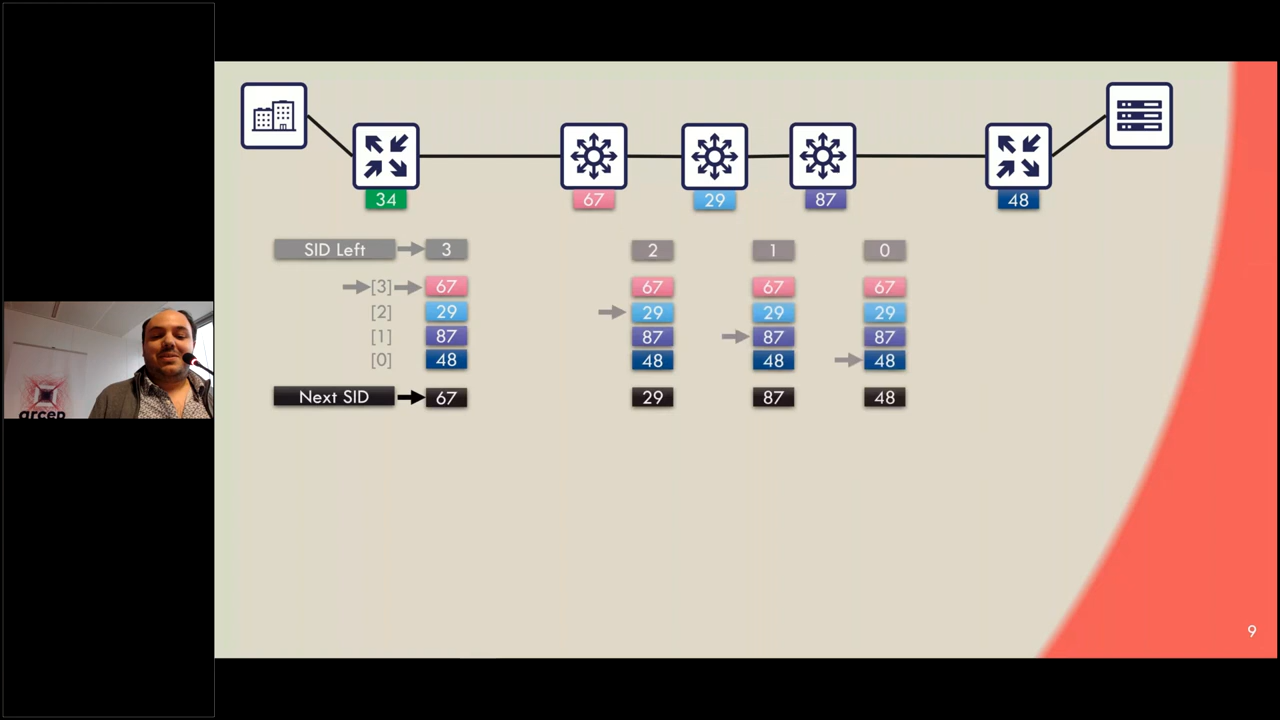 34 67 29 87 48
SID Left 3 2 1 0
[3] 67 67 67 67
[2] 29 29 29 29
[1] 87 87 87 87
[0] 48 48 48 48
Next SID 67 29 87 48
arcep
9